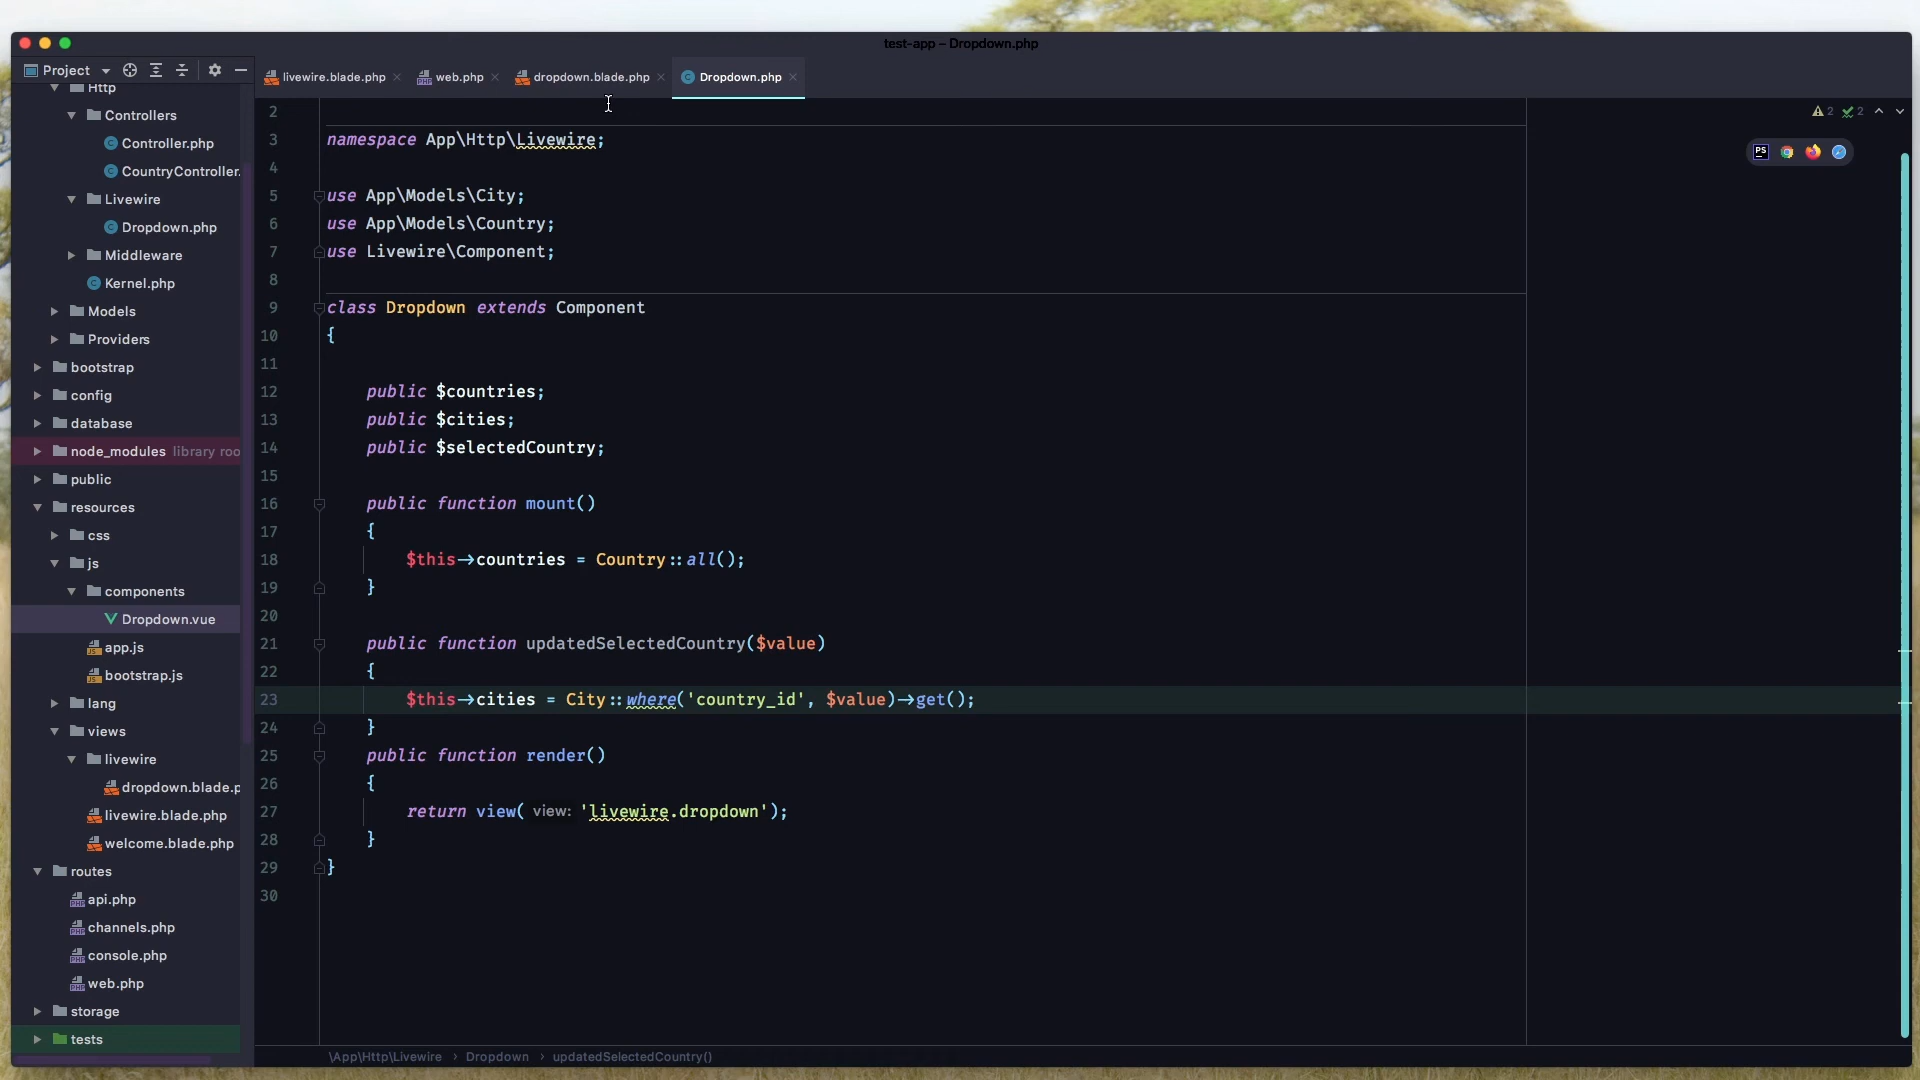 test-app – Dropdown.php
Project
livewire.blade.php
web.php
dropdown.blade.php
Dropdown.php
Http
Controllers
Controller.php
CountryController.
Livewire
Dropdown.php
Middleware
Kernel.php
Models
Providers
bootstrap
config
database
node_modules library roo
public
resources
css
js
components
Dropdown.vue
app.js
bootstrap.js
lang
views
livewire
dropdown.blade.p
livewire.blade.php
welcome.blade.php
routes
api.php
channels.php
console.php
web.php
storage
tests
2
3 namespace App\Http\Livewire;
4
5 use App\Models\City;
6 use App\Models\Country;
7 use Livewire\Component;
8
9 class Dropdown extends Component
10 {
11
12 public $countries;
13 public $cities;
14 public $selectedCountry;
15
16 public function mount()
17 {
18 $this->countries = Country::all();
19 }
20
21 public function updatedSelectedCountry($value)
22 {
23 $this->cities = City::where('country_id', $value)->get();
24 }
25 public function render()
26 {
27 return view( view: 'livewire.dropdown');
28 }
29 }
30
2 2
PS
\App\Http\Livewire › Dropdown › updatedSelectedCountry()